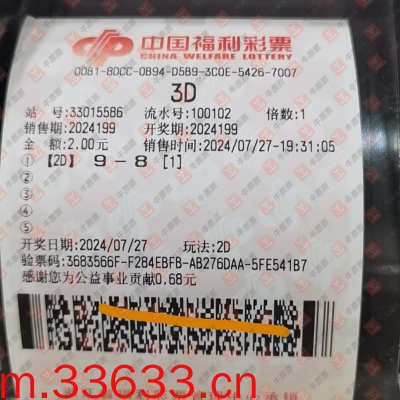 中国福利彩票
CHINA WELFARE LOTTERY
0DB1-8DCC-0B94-D5B9-3C0E-5426-7007
3D
站 号:33015586 流水号:100102 倍数:1
销售期:2024199 开奖期:2024199
金 额:2.00元 销售时间:2024/07/27-19:31:05
① 【2D】 9-8 [1]
②
③
④
⑤
开奖日期:2024/07/27 玩法:2D
验票码:3683566F-F284EBFB-AB276DAA-5FE541B7
感谢您为公益事业贡献0.68元
m.33633.cn